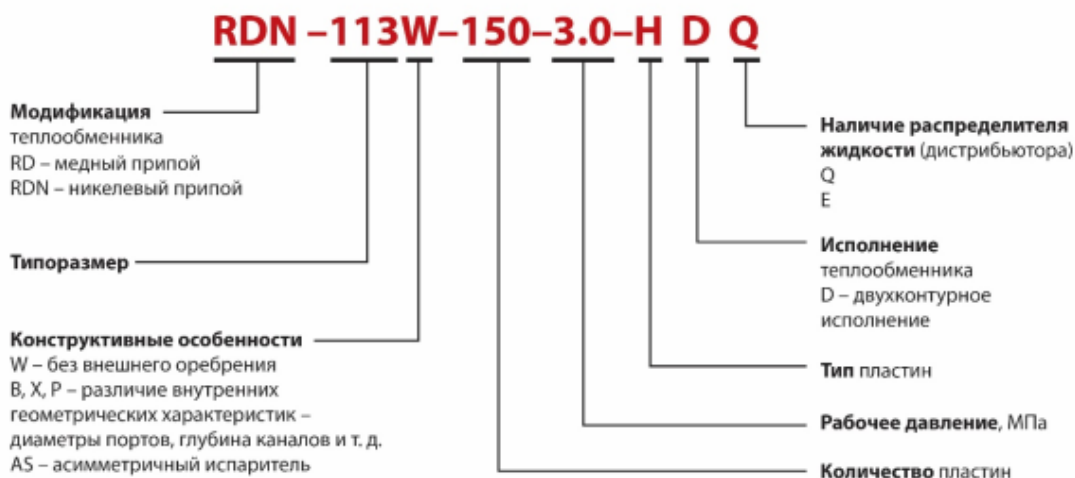 RDN –113W–150–3.0–H D Q
Модификация
теплообменника
RD – медный припой
RDN – никелевый припой
Типоразмер
Конструктивные особенности
W – без внешнего оребрения
B, X, P – различие внутренних
геометрических характеристик –
диаметры портов, глубина каналов и т. д.
AS – асимметричный испаритель
Наличие распределителя
жидкости (дистрибьютора)
Q
E
Исполнение
теплообменника
D – двухконтурное
исполнение
Тип пластин
Рабочее давление, МПа
Количество пластин